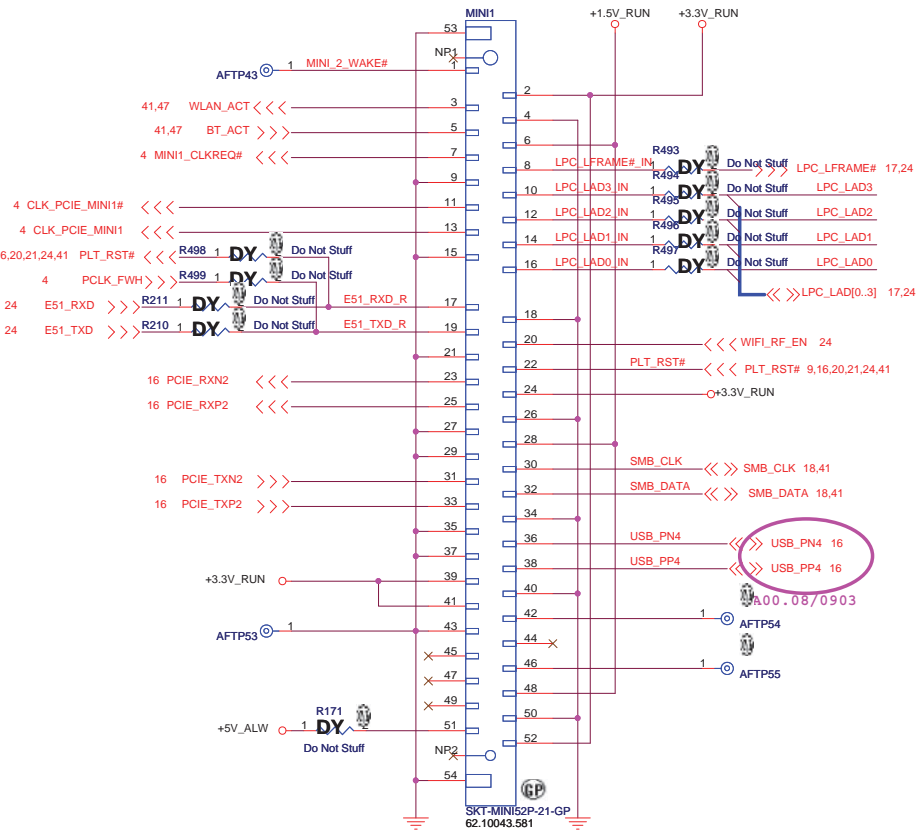 MINI1
+1.5V_RUN +3.3V_RUN
53
NP1
AFTP43 1 MINI_2_WAKE# 1
2
41,47 WLAN_ACT 3
4
41,47 BT_ACT 5
6
4 MINI1_CLKREQ# 7
8 LPC_LFRAME#_IN 1 R493 DY Do Not Stuff LPC_LFRAME# 17,24
9
10 LPC_LAD3_IN 1 R494 DY Do Not Stuff LPC_LAD3
4 CLK_PCIE_MINI1# 11
12 LPC_LAD2_IN 1 R495 DY Do Not Stuff LPC_LAD2
4 CLK_PCIE_MINI1 13
14 LPC_LAD1_IN 1 R496 DY Do Not Stuff LPC_LAD1
6,20,21,24,41 PLT_RST# R498 1 DY Do Not Stuff 15
16 LPC_LAD0_IN 1 R497 DY Do Not Stuff LPC_LAD0
4 PCLK_FWH R499 1 DY Do Not Stuff
LPC_LAD[0..3] 17,24
24 E51_RXD R211 1 DY Do Not Stuff E51_RXD_R 17
18
24 E51_TXD R210 1 DY Do Not Stuff E51_TXD_R 19
20 WIFI_RF_EN 24
21
22 PLT_RST# PLT_RST# 9,16,20,21,24,41
16 PCIE_RXN2 23
24 +3.3V_RUN
16 PCIE_RXP2 25
26
27
28
29
30 SMB_CLK SMB_CLK 18,41
16 PCIE_TXN2 31
32 SMB_DATA SMB_DATA 18,41
16 PCIE_TXP2 33
34
35
36 USB_PN4 USB_PN4 16
37
38 USB_PP4 USB_PP4 16
+3.3V_RUN 39
40
A00.08/0903
41
42 1 AFTP54
AFTP53 1 43
44
45
46 1 AFTP55
47
48
49
50
+5V_ALW 1 R171 DY 2 Do Not Stuff 51
52
NP2
54
GP
SKT-MINI52P-21-GP
62.10043.581